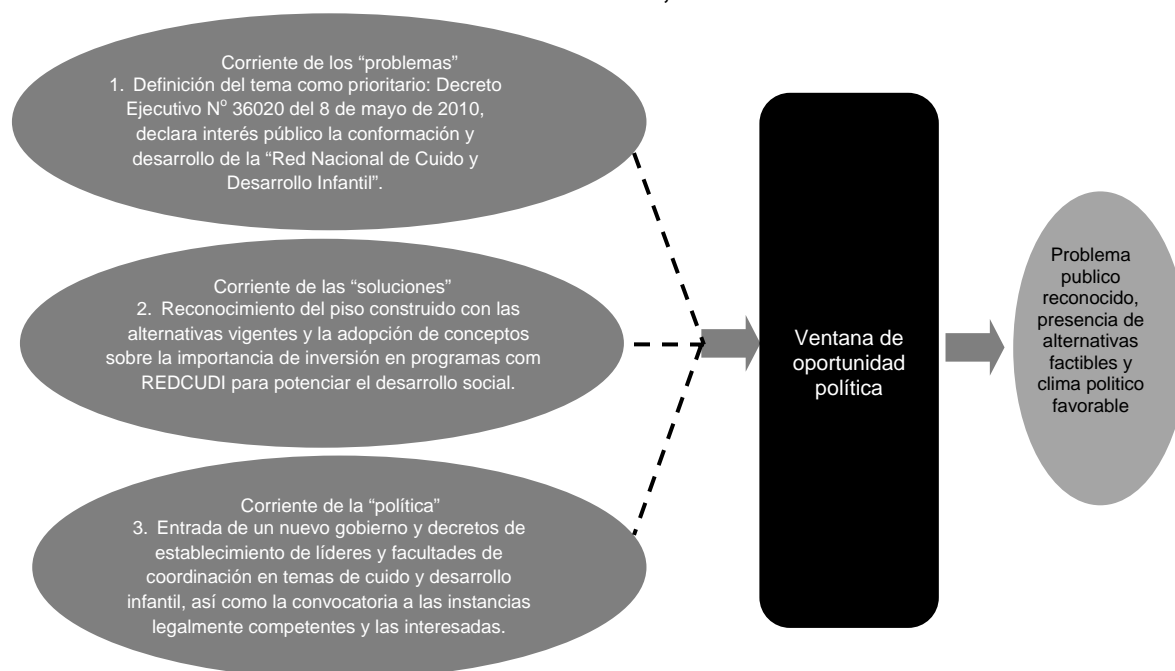 Corriente de los “problemas”
1. Definición del tema como prioritario: Decreto
Ejecutivo N° 36020 del 8 de mayo de 2010,
declara interés público la conformación y
desarrollo de la “Red Nacional de Cuido y
Desarrollo Infantil”.
Corriente de las “soluciones”
2. Reconocimiento del piso construido con las
alternativas vigentes y la adopción de conceptos
sobre la importancia de inversión en programas com
REDCUDI para potenciar el desarrollo social.
Corriente de la “política”
3. Entrada de un nuevo gobierno y decretos de
establecimiento de líderes y facultades de
coordinación en temas de cuido y desarrollo
infantil, así como la convocatoria a las instancias
legalmente competentes y las interesadas.
Ventana de
oportunidad
política
Problema
publico
reconocido,
presencia de
alternativas
factibles y
clima politico
favorable